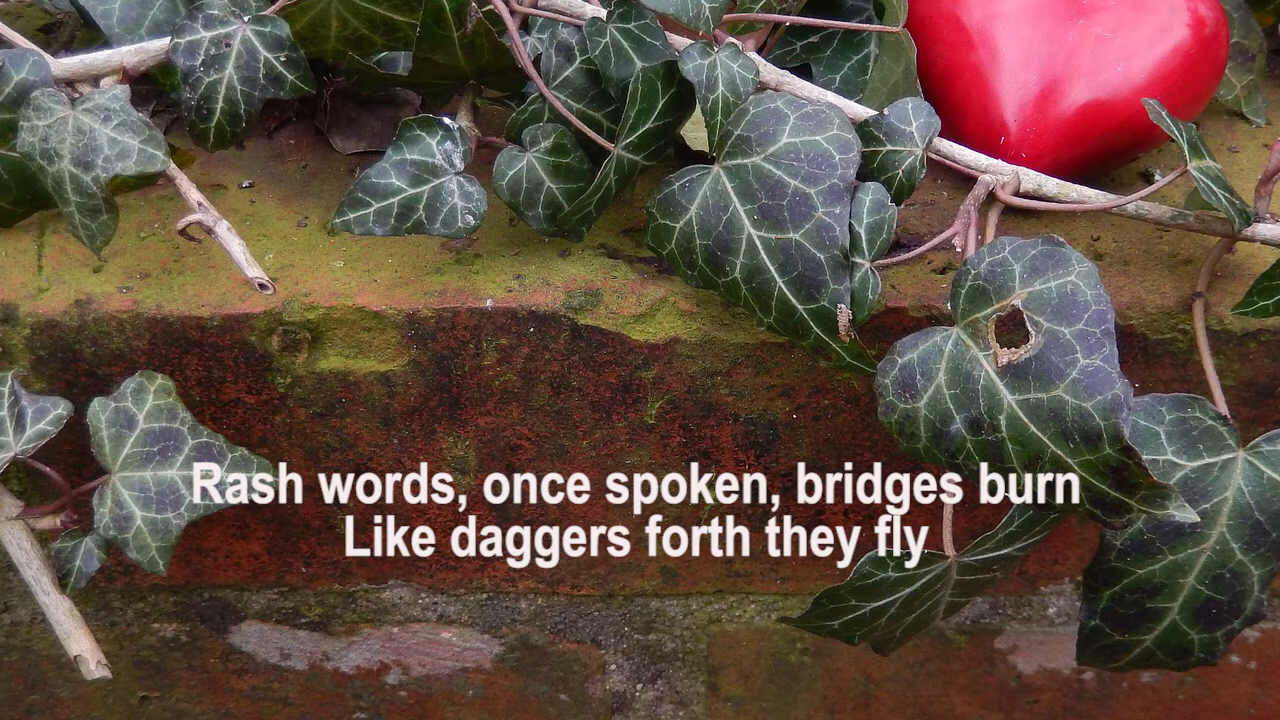 Rash words, once spoken, bridges burn
Like daggers forth they fly